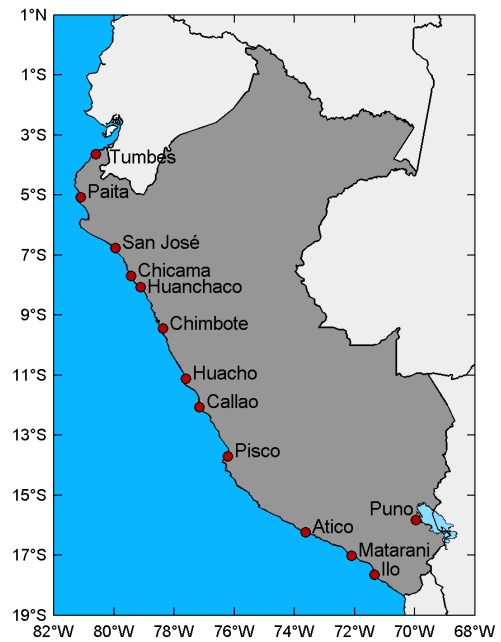 1°N
1°S
3°S
Tumbes
5°S
Paita
7°S
San José
Chicama
Huanchaco
9°S
Chimbote
11°S
Huacho
Callao
13°S
Pisco
15°S
Puno
Atico
17°S
Matarani
Ilo
19°S
82°W 80°W 78°W 76°W 74°W 72°W 70°W 68°W